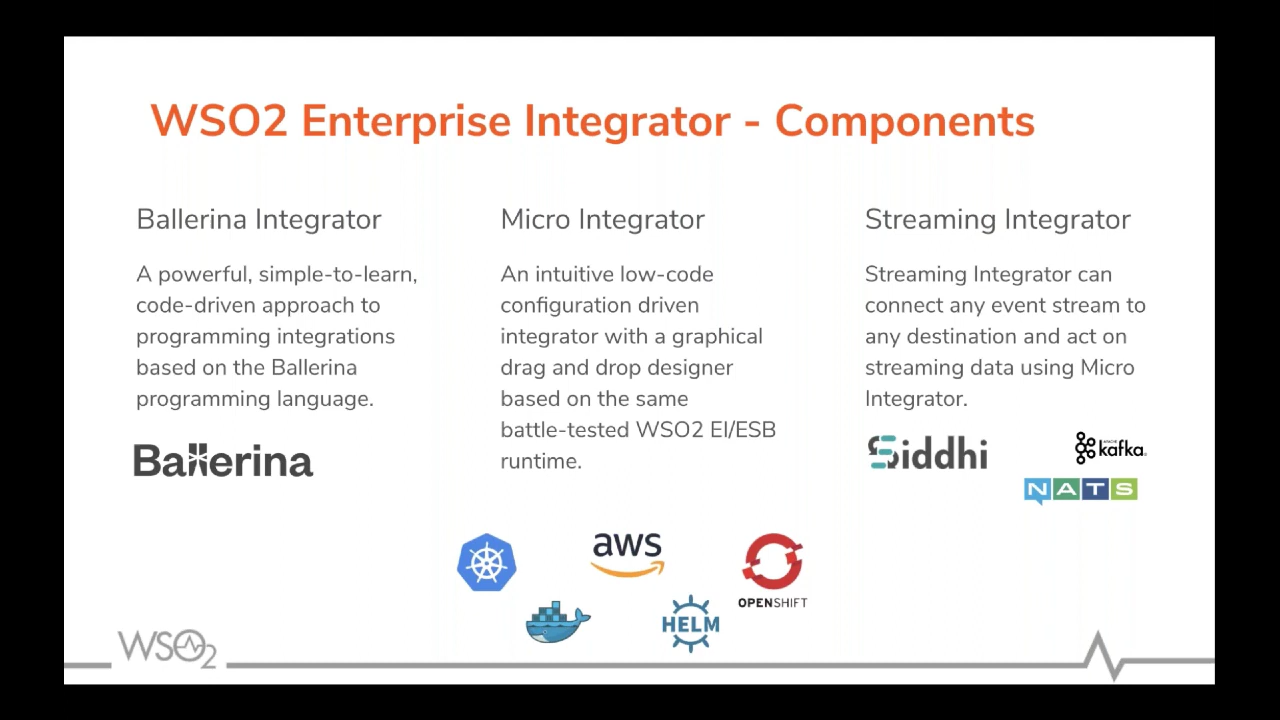 WSO2 Enterprise Integrator - Components
Ballerina Integrator
A powerful, simple-to-learn,
code-driven approach to
programming integrations
based on the Ballerina
programming language.
Ballerina
Micro Integrator
An intuitive low-code
configuration driven
integrator with a graphical
drag and drop designer
based on the same
battle-tested WSO2 EI/ESB
runtime.
Streaming Integrator
Streaming Integrator can
connect any event stream to
any destination and act on
streaming data using Micro
Integrator.
Siddhi
kafka
NATS
aws
OPENSHIFT
HELM
WSO2